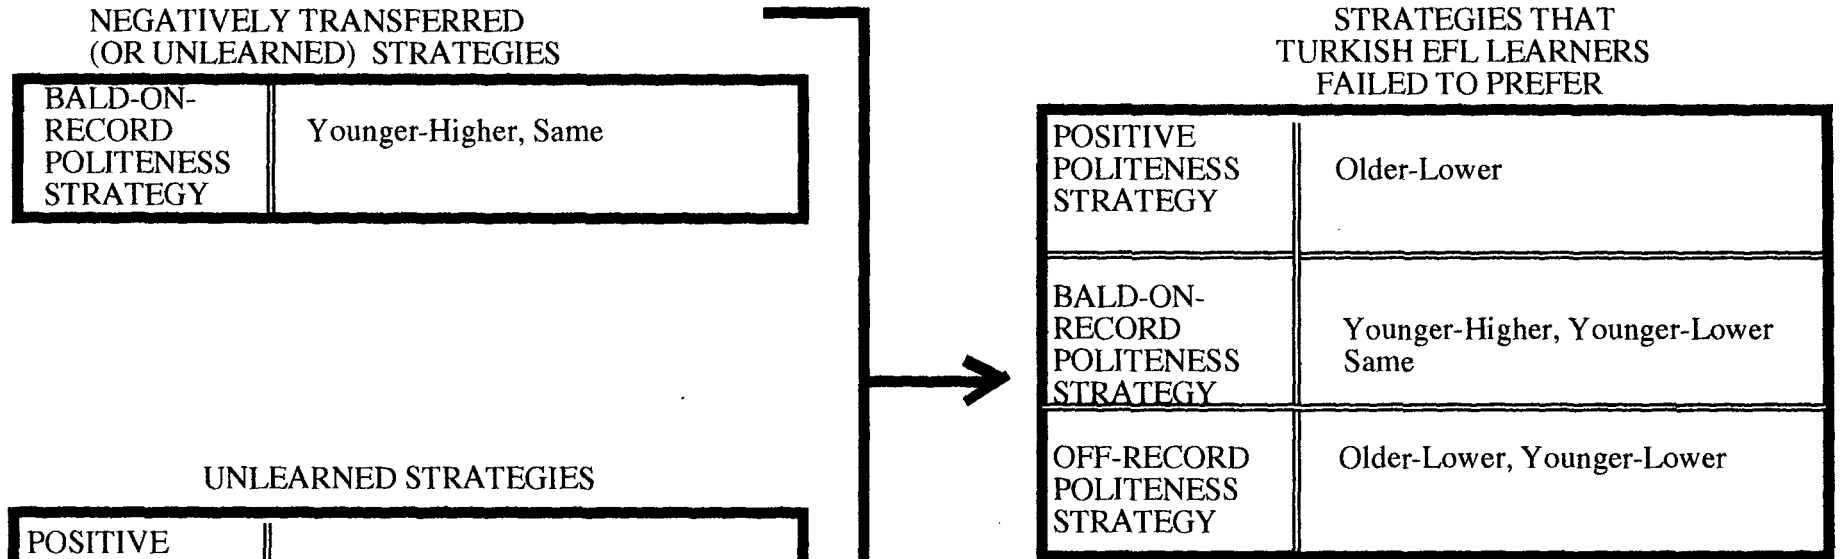 NEGATIVELY TRANSFERRED
(OR UNLEARNED) STRATEGIES
BALD-ON-
RECORD
POLITENESS
STRATEGY
Younger-Higher, Same
UNLEARNED STRATEGIES
POSITIVE
STRATEGIES THAT
TURKISH EFL LEARNERS
FAILED TO PREFER
POSITIVE
POLITENESS
STRATEGY
Older-Lower
BALD-ON-
RECORD
POLITENESS
STRATEGY
Younger-Higher, Younger-Lower
Same
OFF-RECORD
POLITENESS
STRATEGY
Older-Lower, Younger-Lower